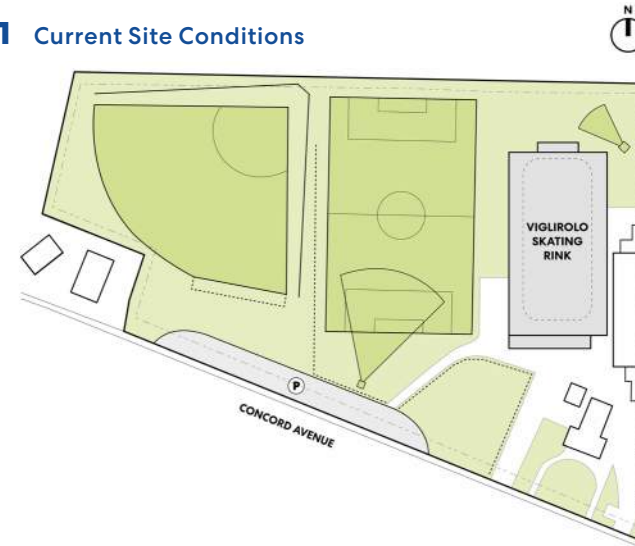 N
1 Current Site Conditions
VIGLIROLO
SKATING
RINK
P
CONCORD AVENUE